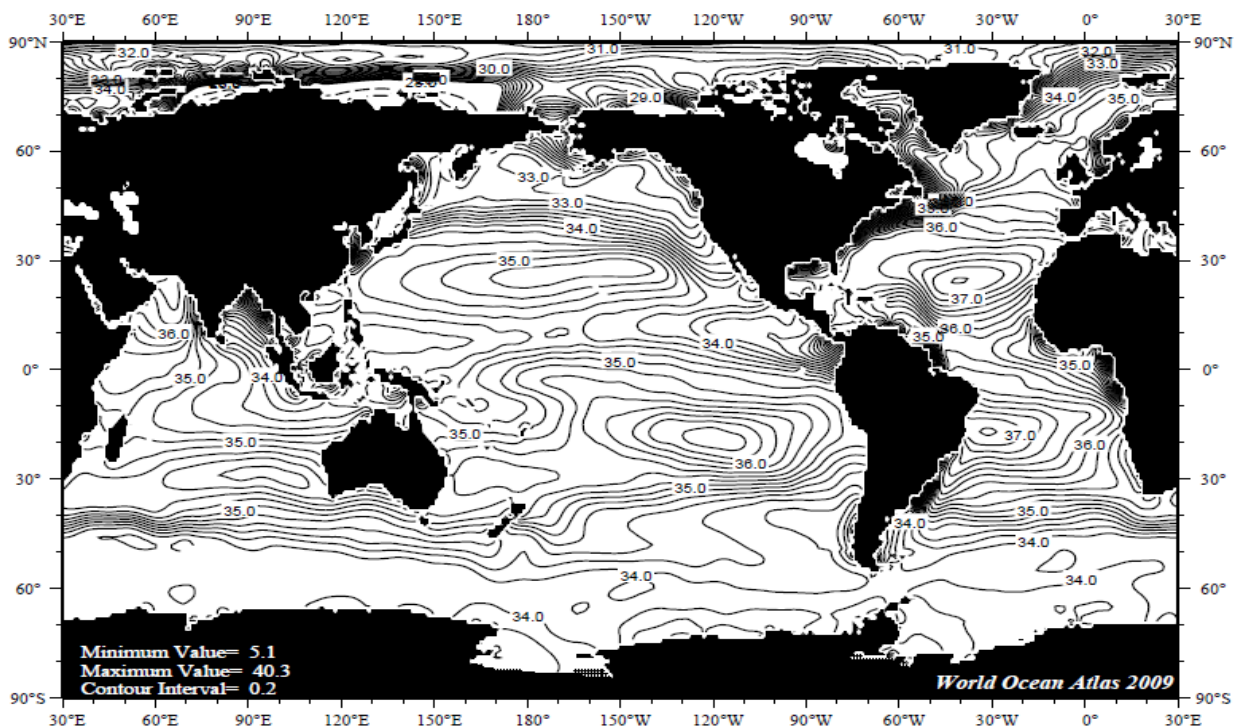 30°E 60°E 90°E 120°E 150°E 180° 150°W 120°W 90°W 60°W 30°W 0° 30°E
90°N 90°N
32.0 31.0 31.0 32.0
33.0 30.0 33.0
34.0 29.0 34.0 35.0
60° 60°
33.0
33.0
34.0 36.0
30° 30°
35.0
37.0
36.0 34.0 36.0
35.0 35.0
35.0 34.0
0° 0°
35.0 35.0 37.0 36.0
36.0
30° 30°
35.0
35.0 35.0
34.0 34.0
34.0 34.0
60° 60°
34.0
Minimum Value= 5.1
Maximum Value= 40.3
Contour Interval= 0.2
World Ocean Atlas 2009
90°S 90°S
30°E 60°E 90°E 120°E 150°E 180° 150°W 120°W 90°W 60°W 30°W 0° 30°E